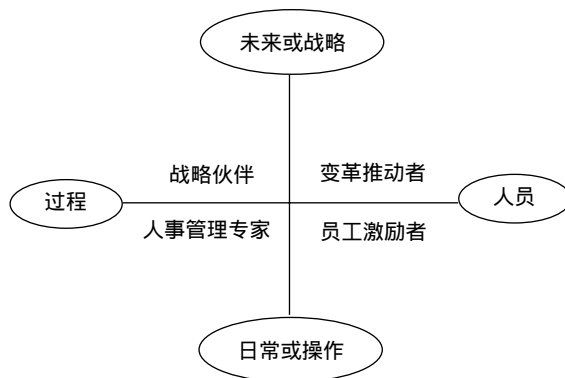 未来或战略
战略伙伴
变革推动者
过程
人员
人事管理专家
员工激励者
日常或操作